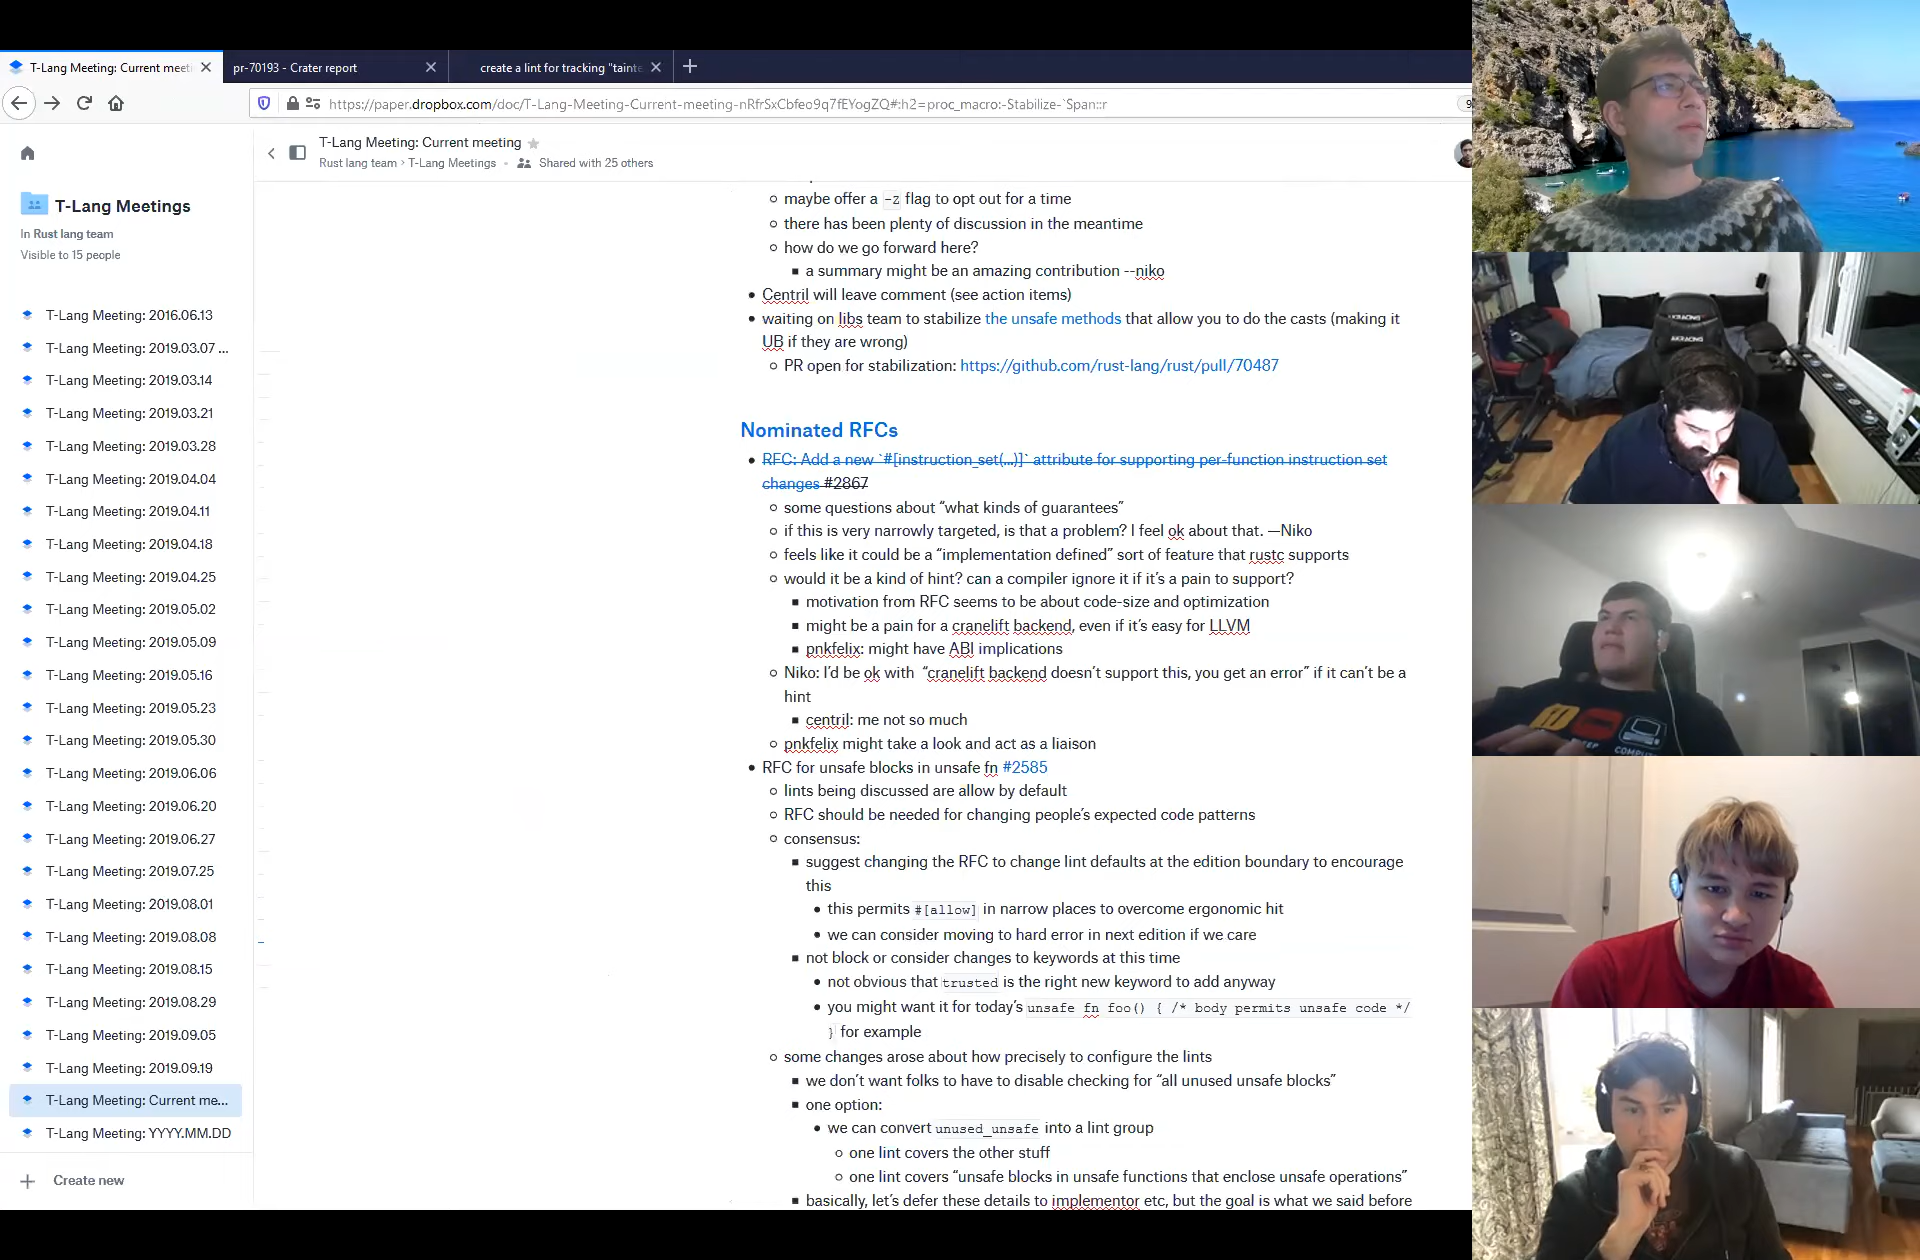 T-Lang Meeting: Current meeti
pr-70193 - Crater report
create a lint for tracking "tainte
https://paper.dropbox.com/doc/T-Lang-Meeting-Current-meeting-nRfrSxCbfeo9q7fEYogZQ#:h2=proc_macro:-Stabilize-`Span::r
T-Lang Meeting: Current meeting
Rust lang team › T-Lang Meetings • Shared with 25 others
T-Lang Meetings
In Rust lang team
Visible to 15 people
T-Lang Meeting: 2016.06.13
T-Lang Meeting: 2019.03.07 ...
T-Lang Meeting: 2019.03.14
T-Lang Meeting: 2019.03.21
T-Lang Meeting: 2019.03.28
T-Lang Meeting: 2019.04.04
T-Lang Meeting: 2019.04.11
T-Lang Meeting: 2019.04.18
T-Lang Meeting: 2019.04.25
T-Lang Meeting: 2019.05.02
T-Lang Meeting: 2019.05.09
T-Lang Meeting: 2019.05.16
T-Lang Meeting: 2019.05.23
T-Lang Meeting: 2019.05.30
T-Lang Meeting: 2019.06.06
T-Lang Meeting: 2019.06.20
T-Lang Meeting: 2019.06.27
T-Lang Meeting: 2019.07.25
T-Lang Meeting: 2019.08.01
T-Lang Meeting: 2019.08.08
T-Lang Meeting: 2019.08.15
T-Lang Meeting: 2019.08.29
T-Lang Meeting: 2019.09.05
T-Lang Meeting: 2019.09.19
T-Lang Meeting: Current me...
T-Lang Meeting: YYYY.MM.DD
Create new
maybe offer a -Z flag to opt out for a time
there has been plenty of discussion in the meantime
how do we go forward here?
a summary might be an amazing contribution --niko
Centril will leave comment (see action items)
waiting on libs team to stabilize the unsafe methods that allow you to do the casts (making it
UB if they are wrong)
PR open for stabilization: https://github.com/rust-lang/rust/pull/70487
Nominated RFCs
RFC: Add a new `#[instruction_set(...)]` attribute for supporting per-function instruction set
changes #2867
some questions about “what kinds of guarantees”
if this is very narrowly targeted, is that a problem? I feel ok about that. —Niko
feels like it could be a “implementation defined” sort of feature that rustc supports
would it be a kind of hint? can a compiler ignore it if it’s a pain to support?
motivation from RFC seems to be about code-size and optimization
might be a pain for a cranelift backend, even if it’s easy for LLVM
pnkfelix: might have ABI implications
Niko: I’d be ok with “cranelift backend doesn’t support this, you get an error” if it can’t be a
hint
centril: me not so much
pnkfelix might take a look and act as a liaison
RFC for unsafe blocks in unsafe fn #2585
lints being discussed are allow by default
RFC should be needed for changing people’s expected code patterns
consensus:
suggest changing the RFC to change lint defaults at the edition boundary to encourage
this
this permits #[allow] in narrow places to overcome ergonomic hit
we can consider moving to hard error in next edition if we care
not block or consider changes to keywords at this time
not obvious that trusted is the right new keyword to add anyway
you might want it for today’s unsafe fn foo() { /* body permits unsafe code */
} for example
some changes arose about how precisely to configure the lints
we don’t want folks to have to disable checking for “all unused unsafe blocks”
one option:
we can convert unused_unsafe into a lint group
one lint covers the other stuff
one lint covers “unsafe blocks in unsafe functions that enclose unsafe operations”
basically, let’s defer these details to implementor etc, but the goal is what we said before
AKRACING